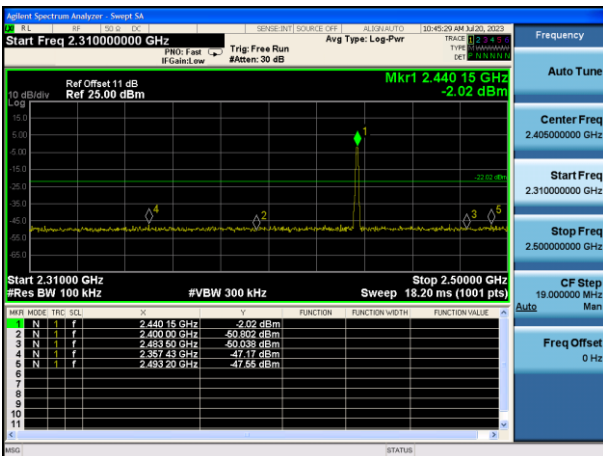 Agilent Spectrum Analyzer - Swept SA
RL RF 50 Ω DC SENSE:INT SOURCE OFF ALIGNAUTO 10:45:29 AM Jul 20, 2023
Start Freq 2.310000000 GHz
PNO: Fast
IFGain:Low
Trig: Free Run
#Atten: 30 dB
Avg Type: Log-Pwr
TRACE 1 2 3 4 5 6
TYPE M
DET P N N N N N
Ref Offset 11 dB
Ref 25.00 dBm
10 dB/div
Log
Mkr1 2.440 15 GHz
-2.02 dBm
15.0
5.00
-5.00
-15.0
-22.02 dBm
-25.0
-35.0
-45.0
-55.0
-65.0
1
4
2
3
5
Start 2.31000 GHz
Stop 2.50000 GHz
#Res BW 100 kHz
#VBW 300 kHz
Sweep 18.20 ms (1001 pts)
MKR MODE TRC SCL X Y FUNCTION FUNCTION WIDTH FUNCTION VALUE
1 N 1 f 2.440 15 GHz -2.02 dBm
2 N 1 f 2.400 00 GHz -50.802 dBm
3 N 1 f 2.483 50 GHz -50.038 dBm
4 N 1 f 2.357 43 GHz -47.17 dBm
5 N 1 f 2.493 20 GHz -47.55 dBm
6
7
8
9
10
11
MSG STATUS
Frequency
Auto Tune
Center Freq
2.405000000 GHz
Start Freq
2.310000000 GHz
Stop Freq
2.500000000 GHz
CF Step
19.000000 MHz
Auto Man
Freq Offset
0 Hz